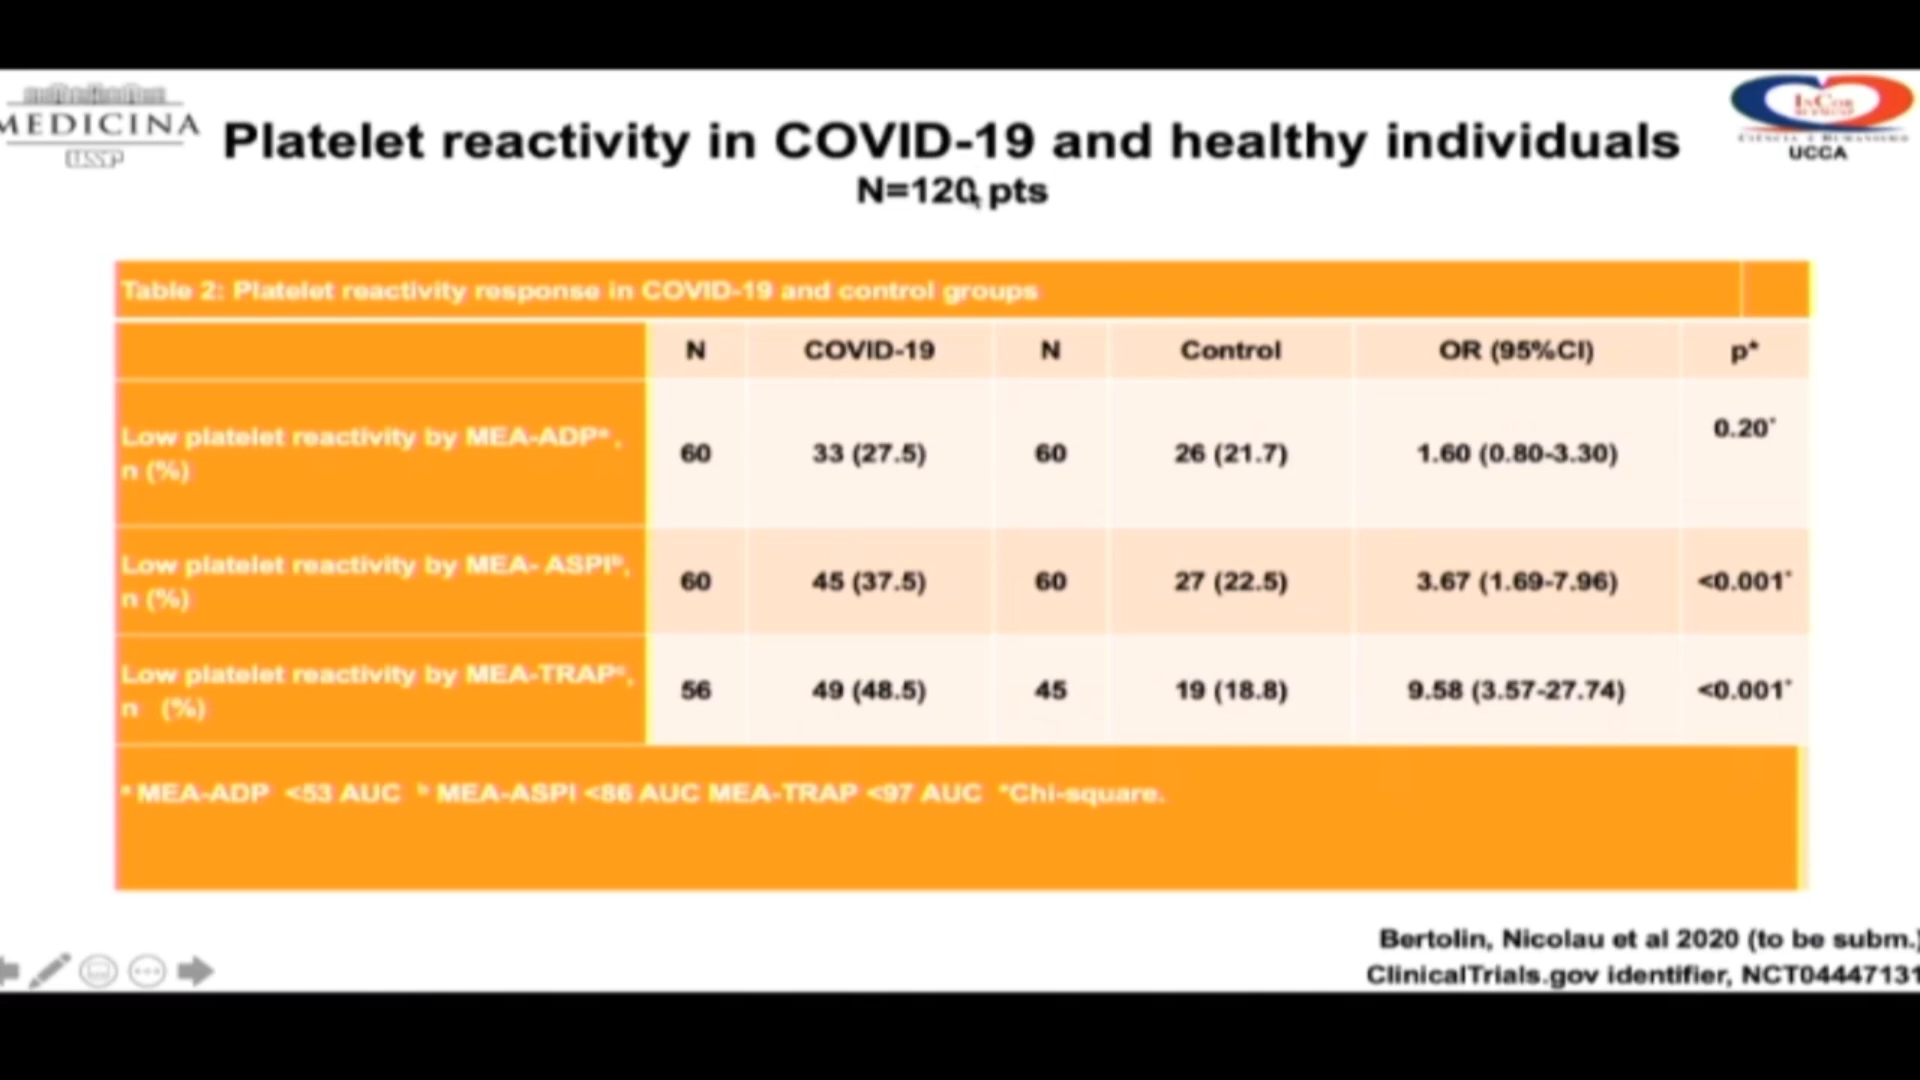 MEDICINA
USP
InCor
UCCA
Platelet reactivity in COVID-19 and healthy individuals
N=120 pts
Table 2: Platelet reactivity response in COVID-19 and control groups
N COVID-19 N Control OR (95%CI) p*
Low platelet reactivity by MEA-ADPᵃ, n (%) 60 33 (27.5) 60 26 (21.7) 1.60 (0.80-3.30) 0.20*
Low platelet reactivity by MEA- ASPIᵇ, n (%) 60 45 (37.5) 60 27 (22.5) 3.67 (1.69-7.96) <0.001*
Low platelet reactivity by MEA-TRAPᶜ, n (%) 56 49 (48.5) 45 19 (18.8) 9.58 (3.57-27.74) <0.001*
ᵃ MEA-ADP <53 AUC ᵇ MEA-ASPI <86 AUC MEA-TRAP <97 AUC *Chi-square.
Bertolin, Nicolau et al 2020 (to be subm.)
ClinicalTrials.gov identifier, NCT04447131